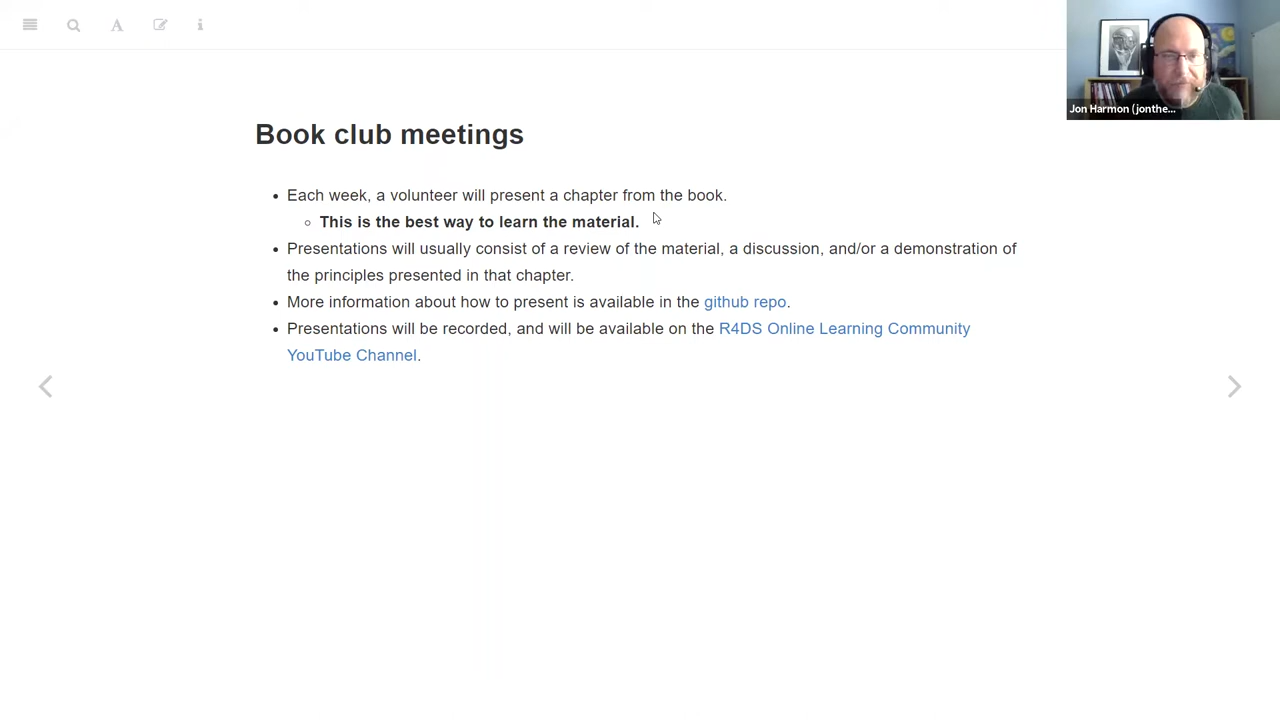 Book club meetings
Each week, a volunteer will present a chapter from the book.
This is the best way to learn the material.
Presentations will usually consist of a review of the material, a discussion, and/or a demonstration of
the principles presented in that chapter.
More information about how to present is available in the github repo.
Presentations will be recorded, and will be available on the R4DS Online Learning Community
YouTube Channel.
Jon Harmon (jonthe...